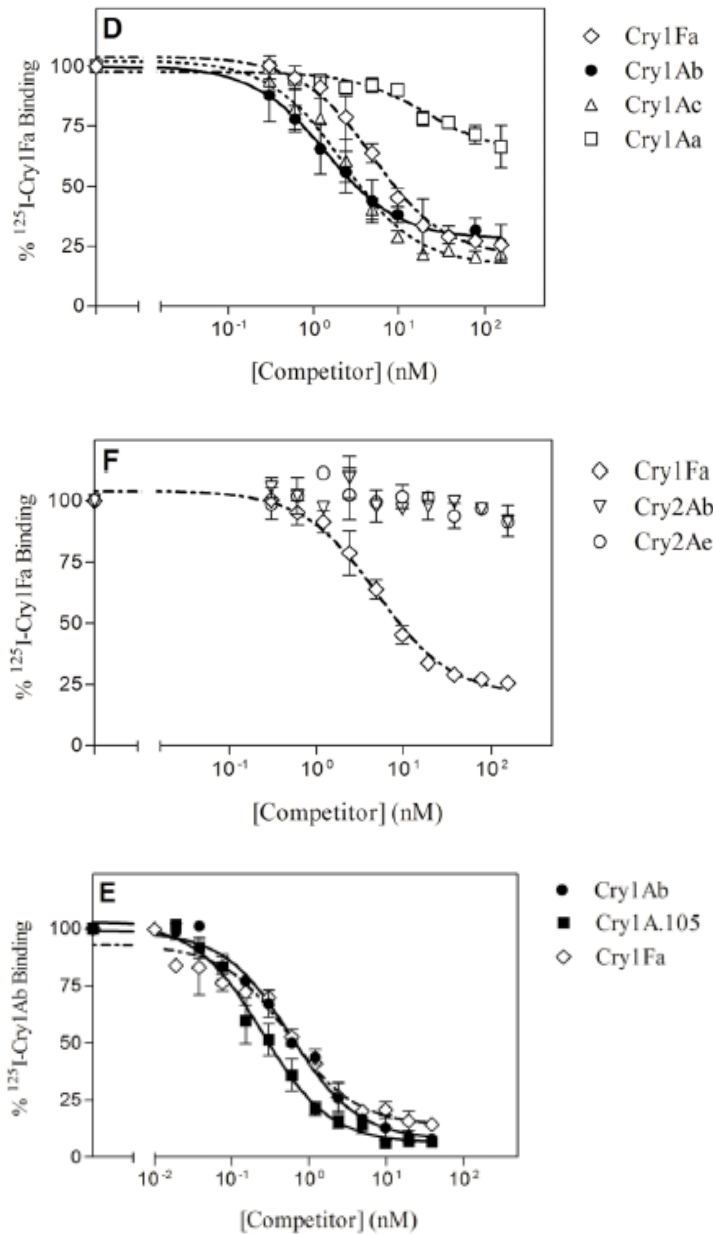 D
Cry1Fa
Cry1Ab
Cry1Ac
Cry1Aa
% ¹²⁵I-Cry1Fa Binding
100
75
50
25
0
10⁻¹ 10⁰ 10¹ 10²
[Competitor] (nM)
F
Cry1Fa
Cry2Ab
Cry2Ae
% ¹²⁵I-Cry1Fa Binding
100
75
50
25
0
10⁻¹ 10⁰ 10¹ 10²
[Competitor] (nM)
E
Cry1Ab
Cry1A.105
Cry1Fa
% ¹²⁵I-Cry1Ab Binding
100
75
50
25
0
10⁻² 10⁻¹ 10⁰ 10¹ 10²
[Competitor] (nM)